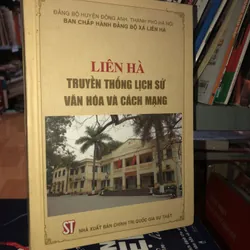 ĐẢNG BỘ HUYỆN ĐÔNG ANH, THÀNH PHỐ HÀ NỘI
BAN CHẤP HÀNH ĐẢNG BỘ XÃ LIÊN HÀ
LIÊN HÀ
TRUYỀN THỐNG LỊCH SỬ
VĂN HÓA VÀ CÁCH MẠNG
ST
NHÀ XUẤT BẢN CHÍNH TRỊ QUỐC GIA SỰ THẬT